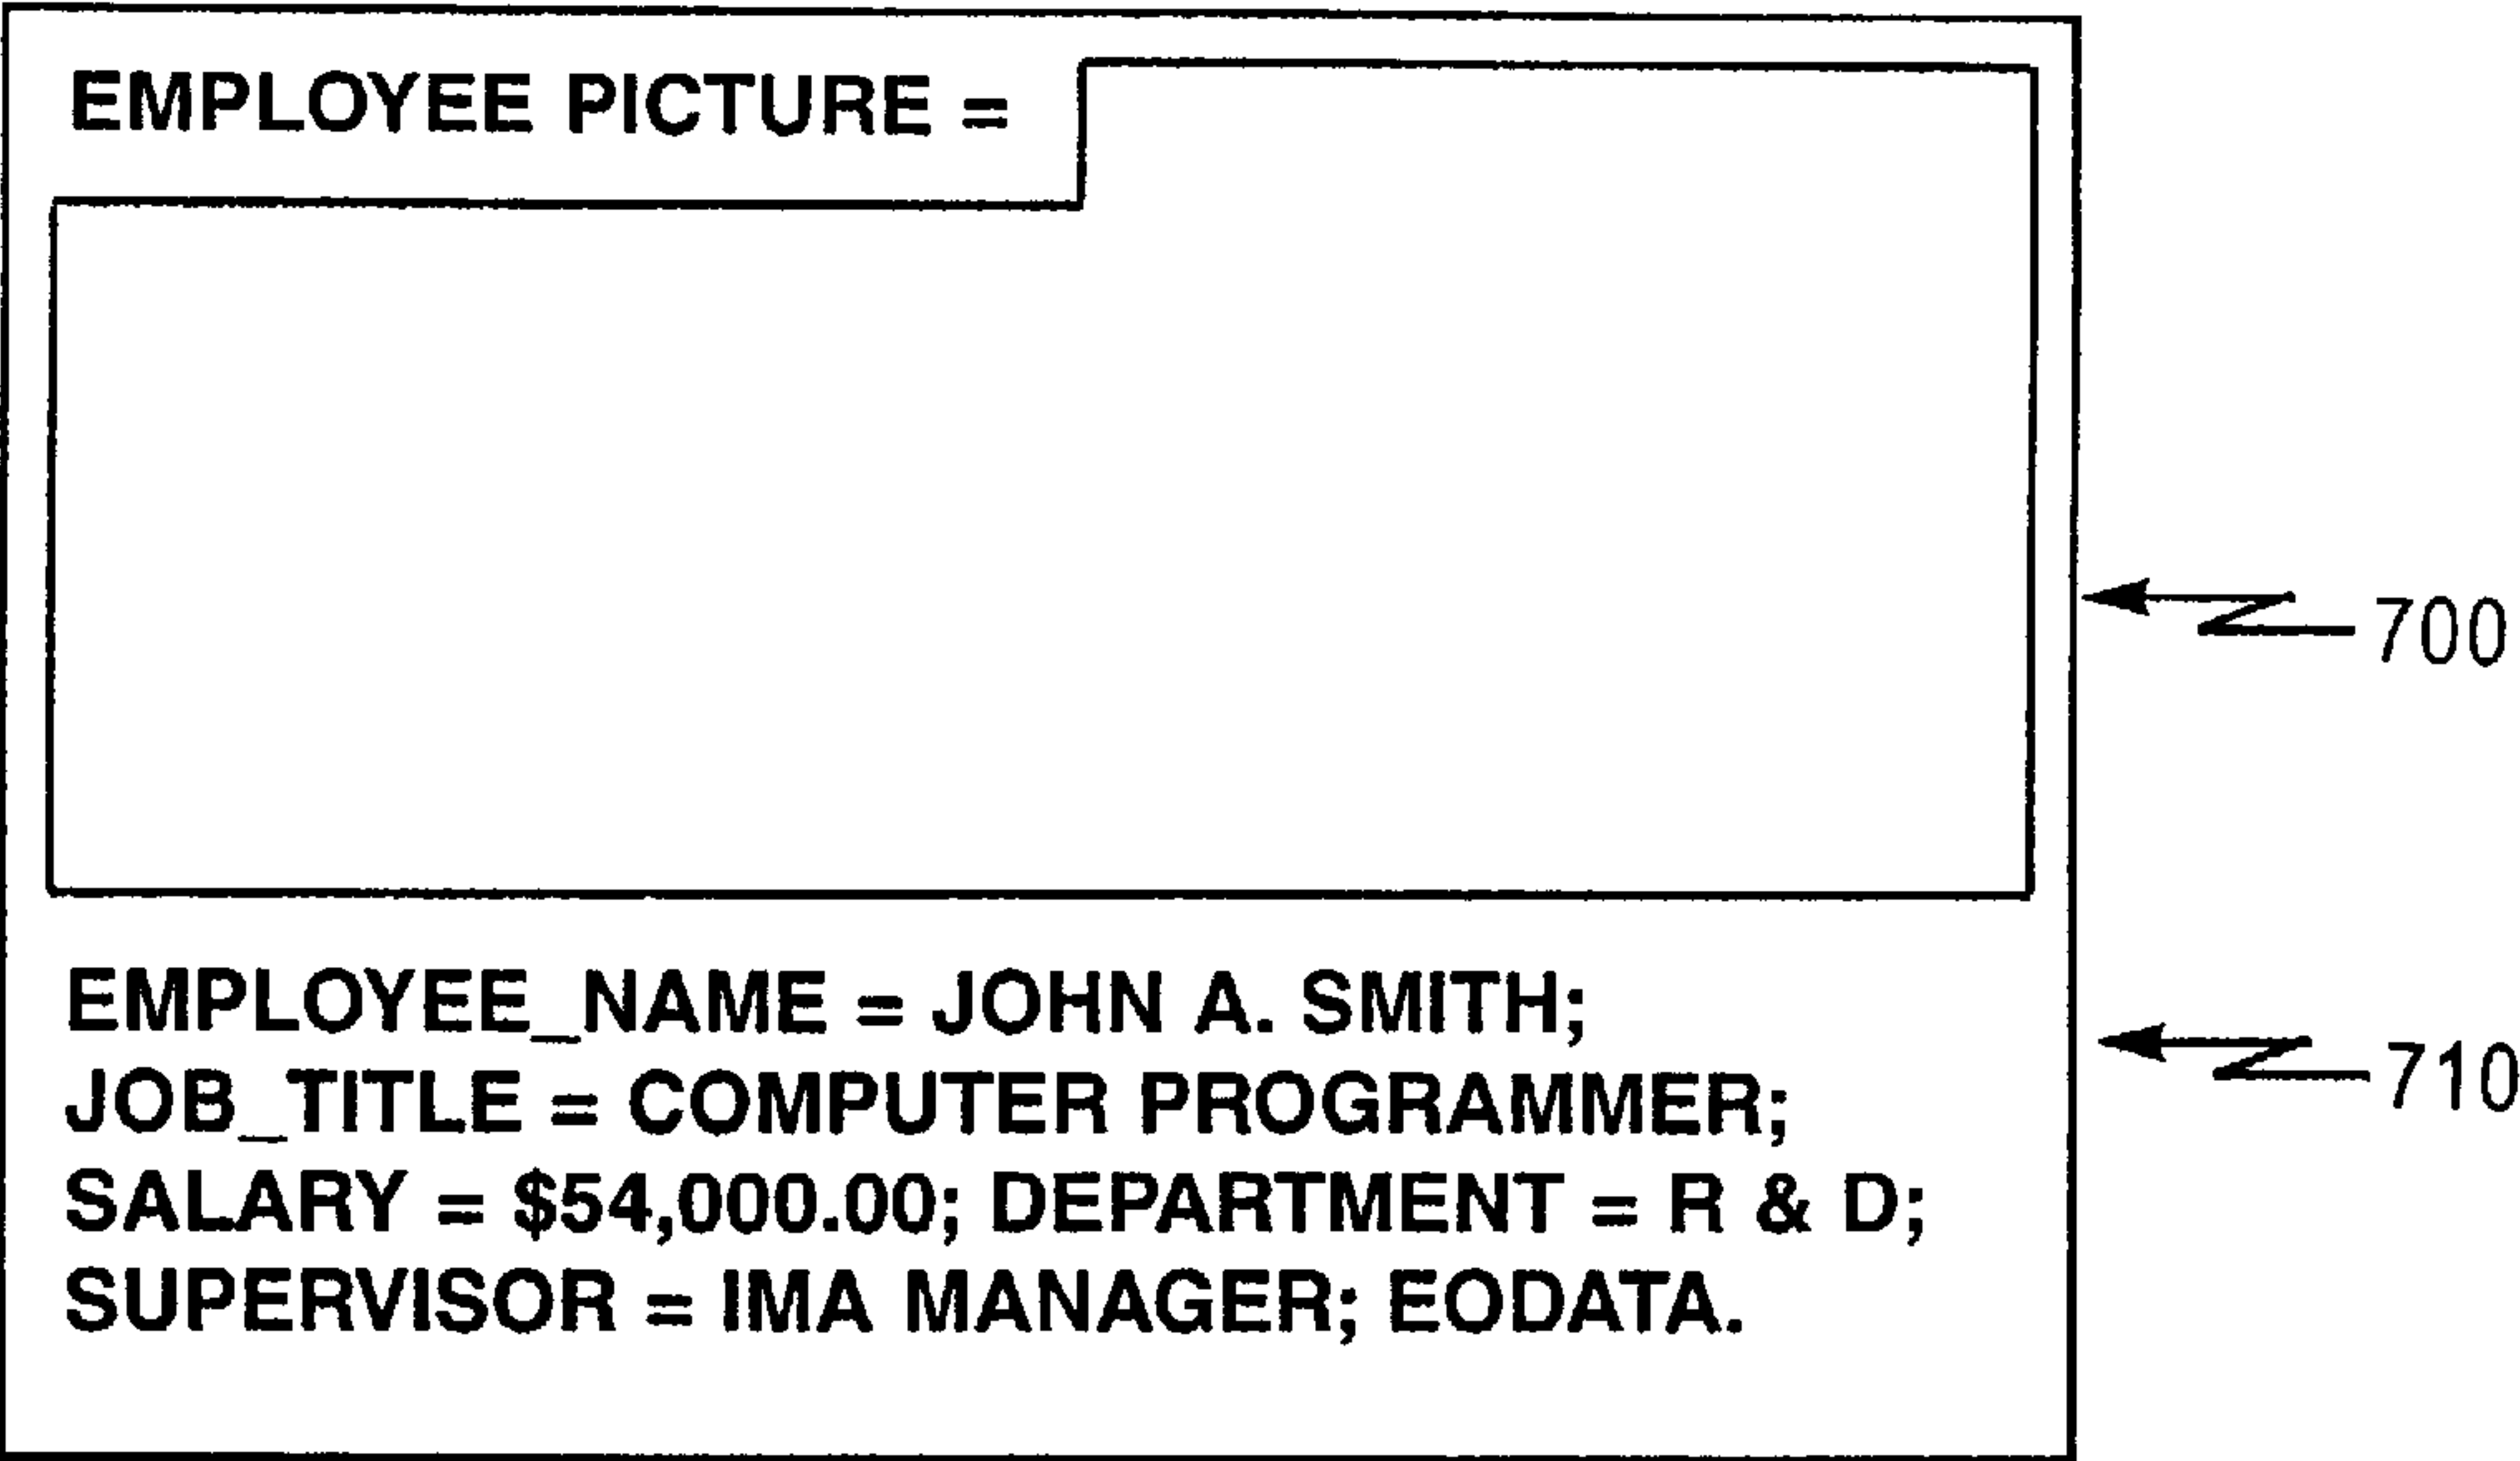 EMPLOYEE PICTURE =
700
EMPLOYEE_NAME = JOHN A. SMITH;
710
JOB_TITLE = COMPUTER PROGRAMMER;
SALARY = $54,000.00; DEPARTMENT = R & D;
SUPERVISOR = IMA MANAGER; EODATA.